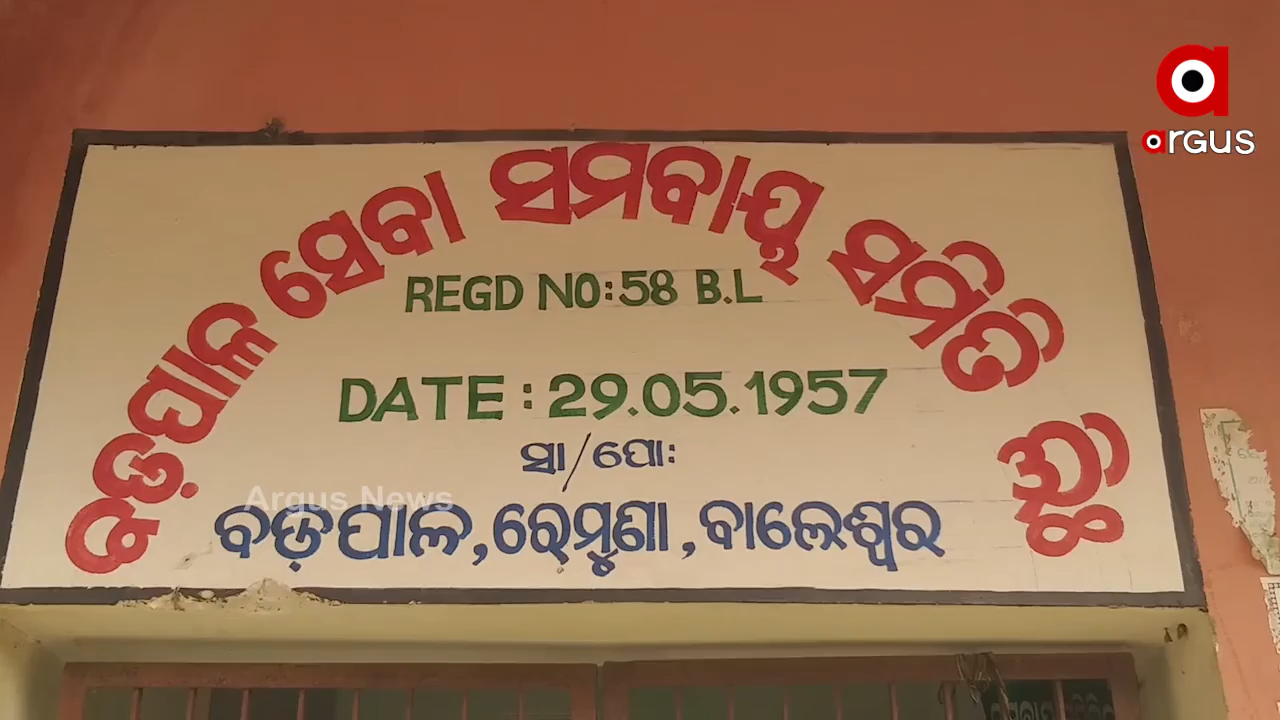 argus
ବଡ଼ପାଳ ସେବା ସମବାୟ ସମିତି ଲିଃ
REGD NO:58 B.L
DATE : 29.05.1957
ସା/ପୋ:
Argus News
ବଡ଼ପାଳ, ରେମୁଣା, ବାଲେଶ୍ୱର